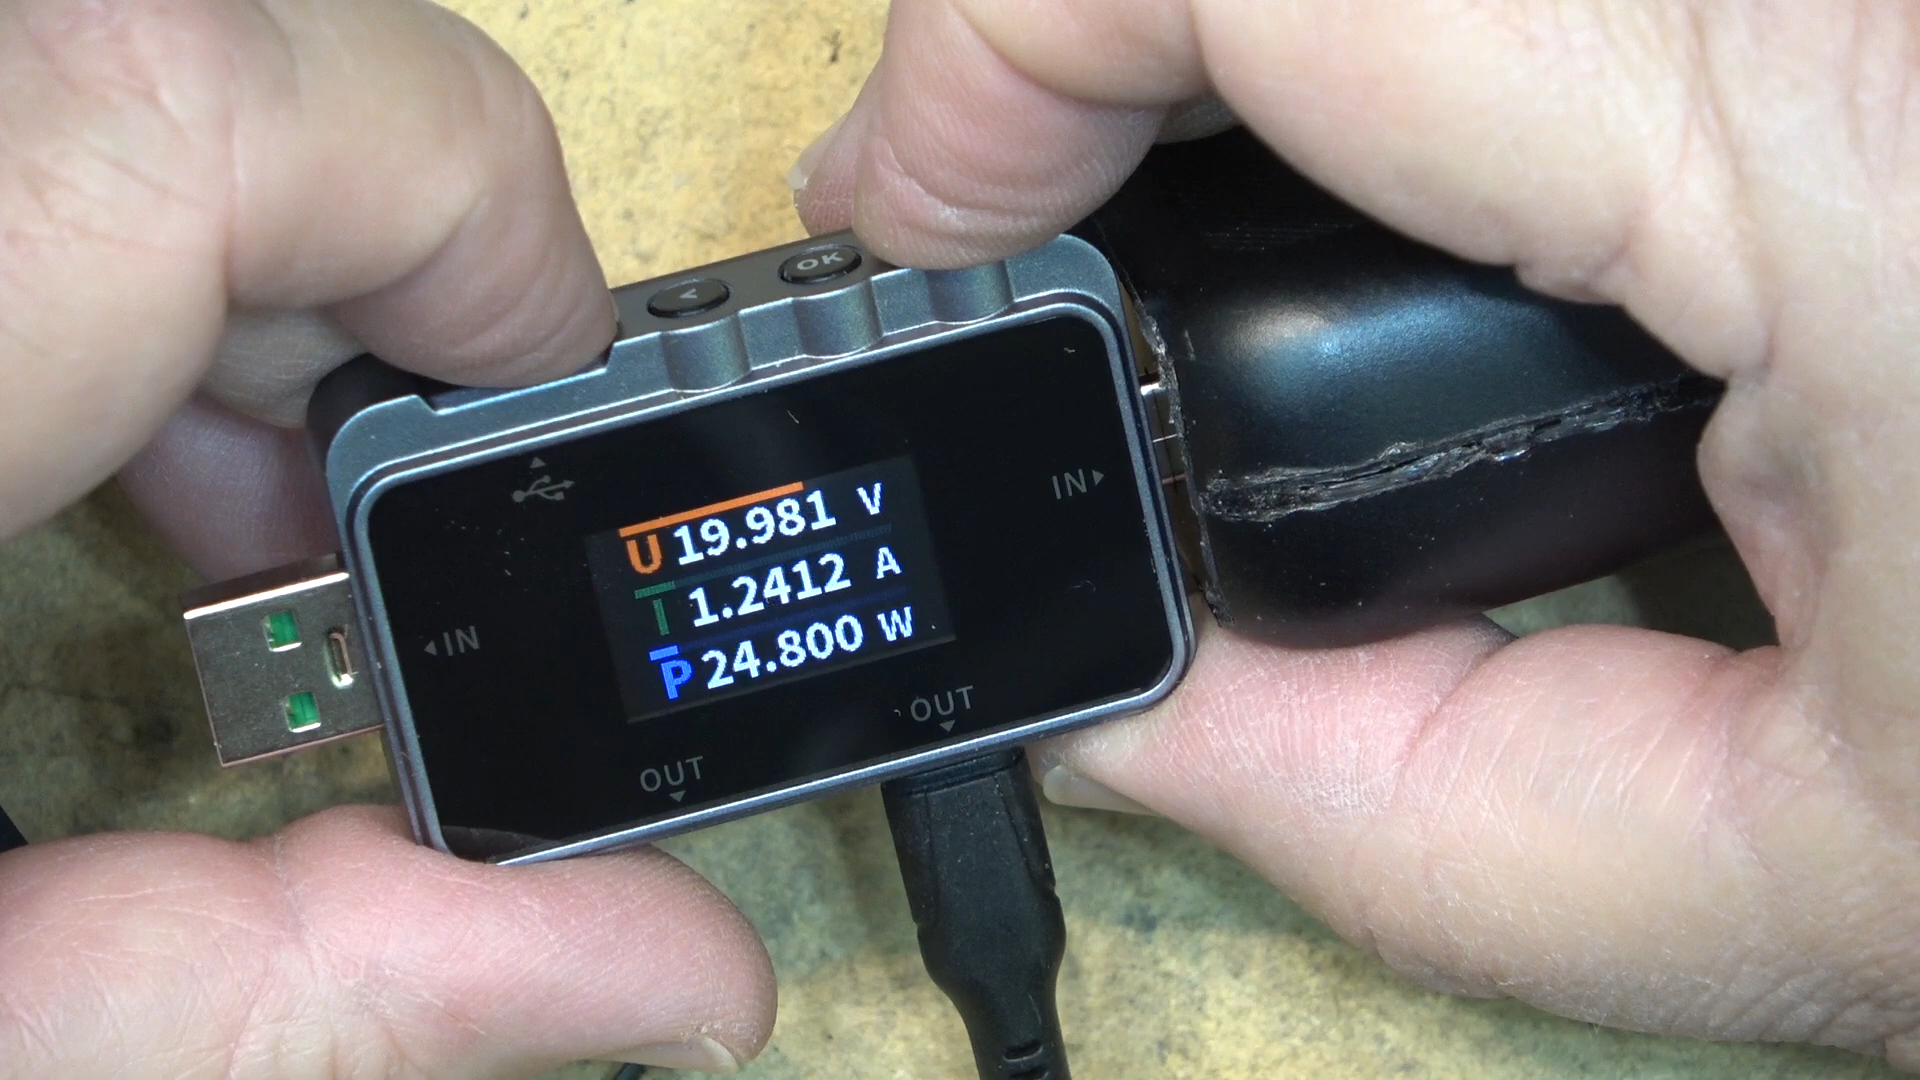 < OK
IN
U 19.981 V
I 1.2412 A
P 24.800 W
IN
OUT
OUT